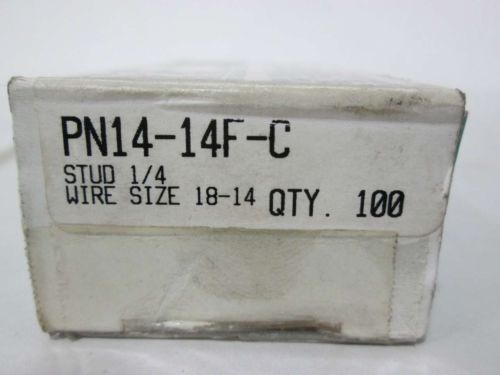 PN14-14F-C
STUD 1/4
WIRE SIZE 18-14 QTY. 100